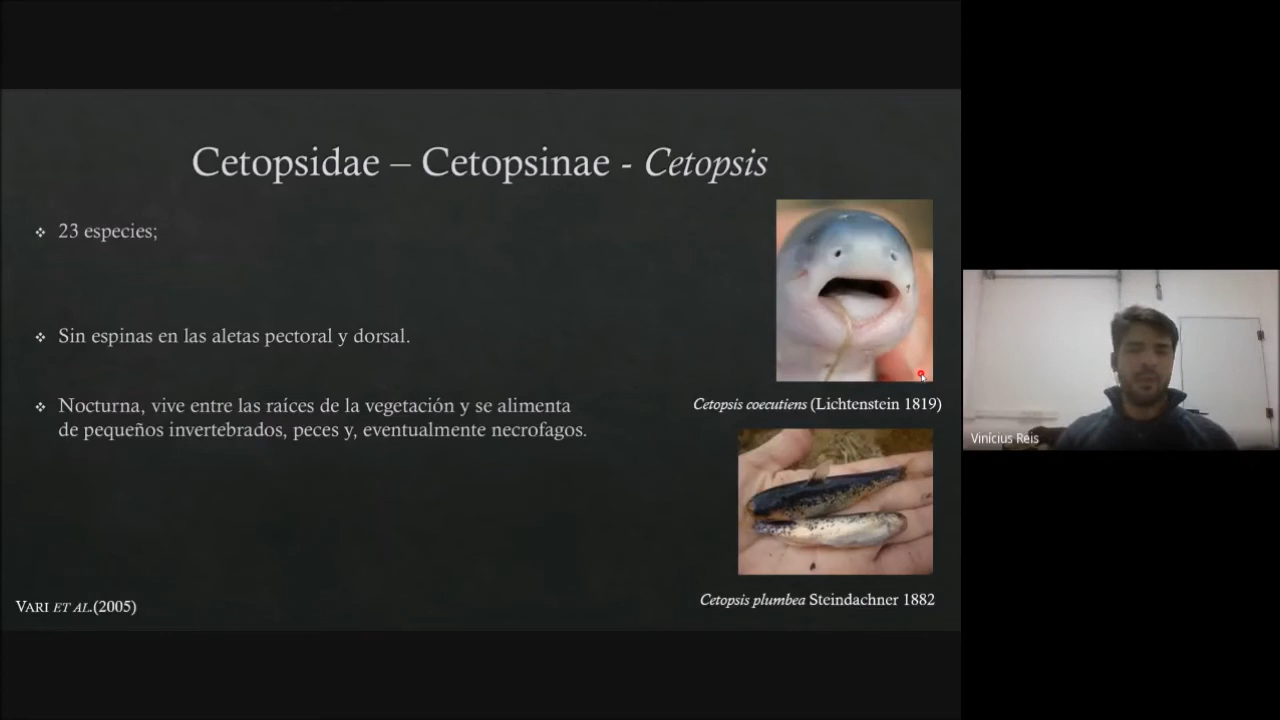 Cetopsidae – Cetopsinae - Cetopsis
❖ 23 especies;
❖ Sin espinas en las aletas pectoral y dorsal.
❖ Nocturna, vive entre las raíces de la vegetación y se alimenta
de pequeños invertebrados, peces y, eventualmente necrofagos.
Cetopsis coecutiens (Lichtenstein 1819)
Cetopsis plumbea Steindachner 1882
VARI ET AL.(2005)
Vinícius Reis